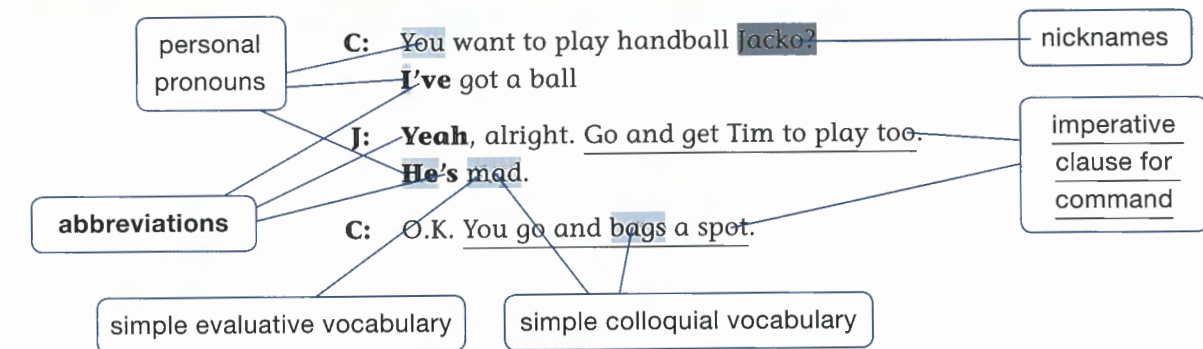 personal
pronouns
C: You want to play handball Jacko?
nicknames
I've got a ball
J: Yeah, alright. Go and get Tim to play too.
imperative
clause for
command
He's mad.
abbreviations
C: O.K. You go and bags a spot.
simple evaluative vocabulary
simple colloquial vocabulary